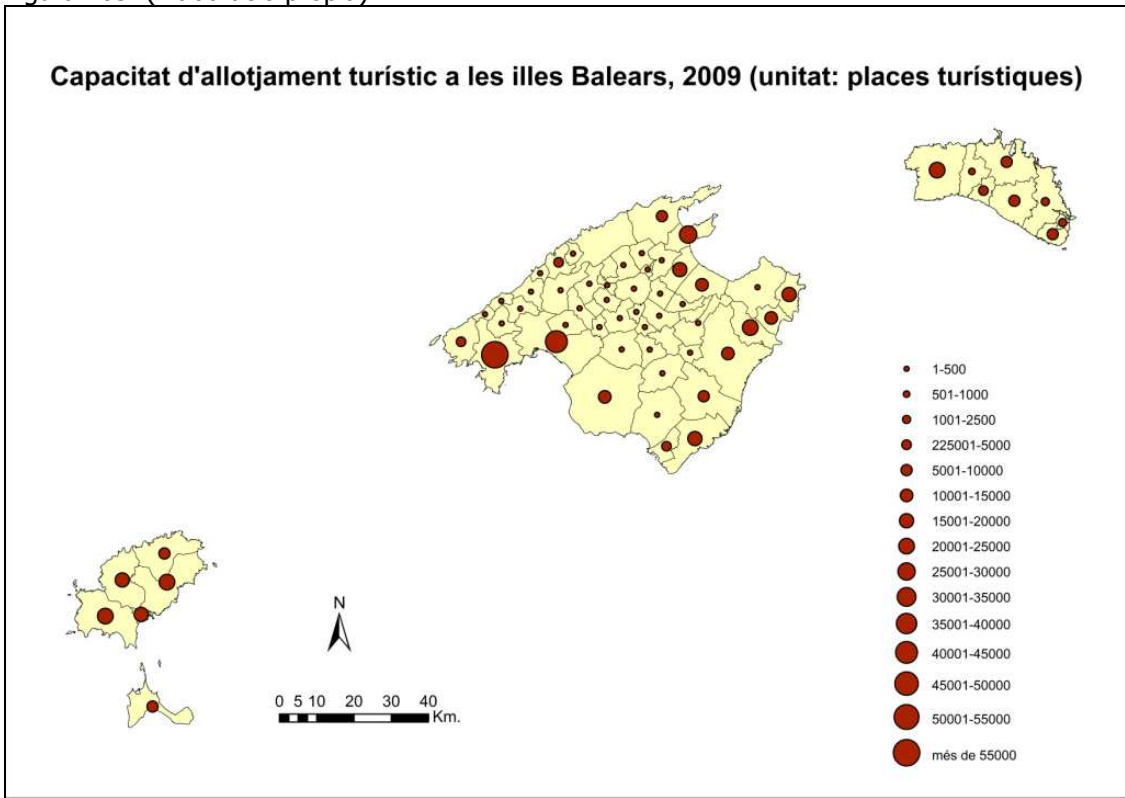 Capacitat d'allotjament turístic a les illes Balears, 2009 (unitat: places turístiques)
1-500
501-1000
1001-2500
225001-5000
5001-10000
10001-15000
15001-20000
20001-25000
25001-30000
30001-35000
35001-40000
40001-45000
45001-50000
50001-55000
més de 55000
N
0 5 10 20 30 40
Km.